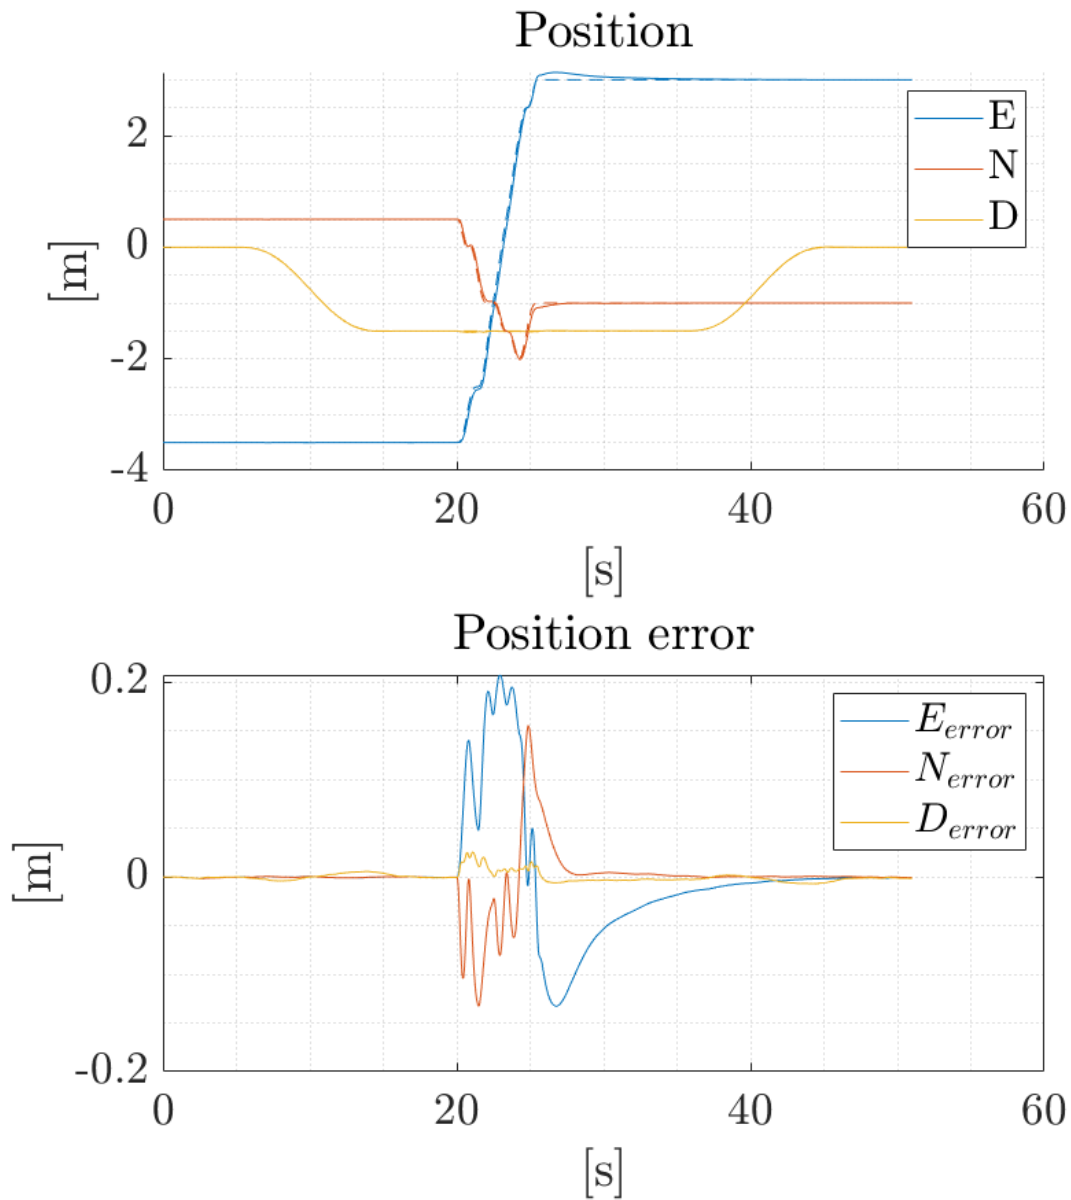 Position
2
0
-2
-4
[m]
E
N
D
0 20 40 60
[s]
Position error
0.2
0
-0.2
[m]
E_error
N_error
D_error
0 20 40 60
[s]